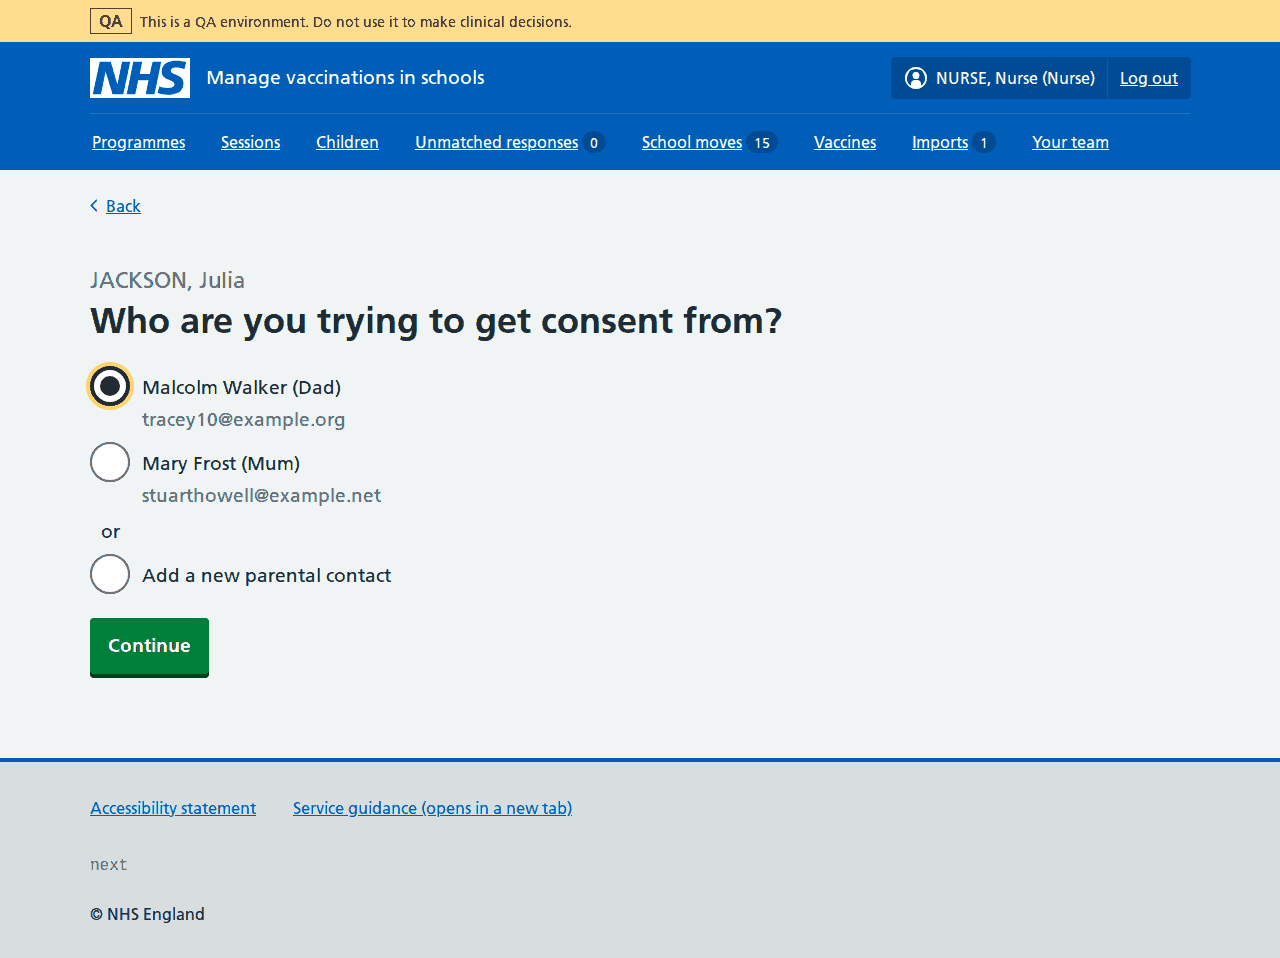 QA This is a QA environment. Do not use it to make clinical decisions.
NHS Manage vaccinations in schools NURSE, Nurse (Nurse) Log out
Programmes Sessions Children Unmatched responses 0 School moves 15 Vaccines Imports 1 Your team
Back
JACKSON, Julia
Who are you trying to get consent from?
Malcolm Walker (Dad)
tracey10@example.org
Mary Frost (Mum)
stuarthowell@example.net
or
Add a new parental contact
Continue
Accessibility statement Service guidance (opens in a new tab)
next
© NHS England